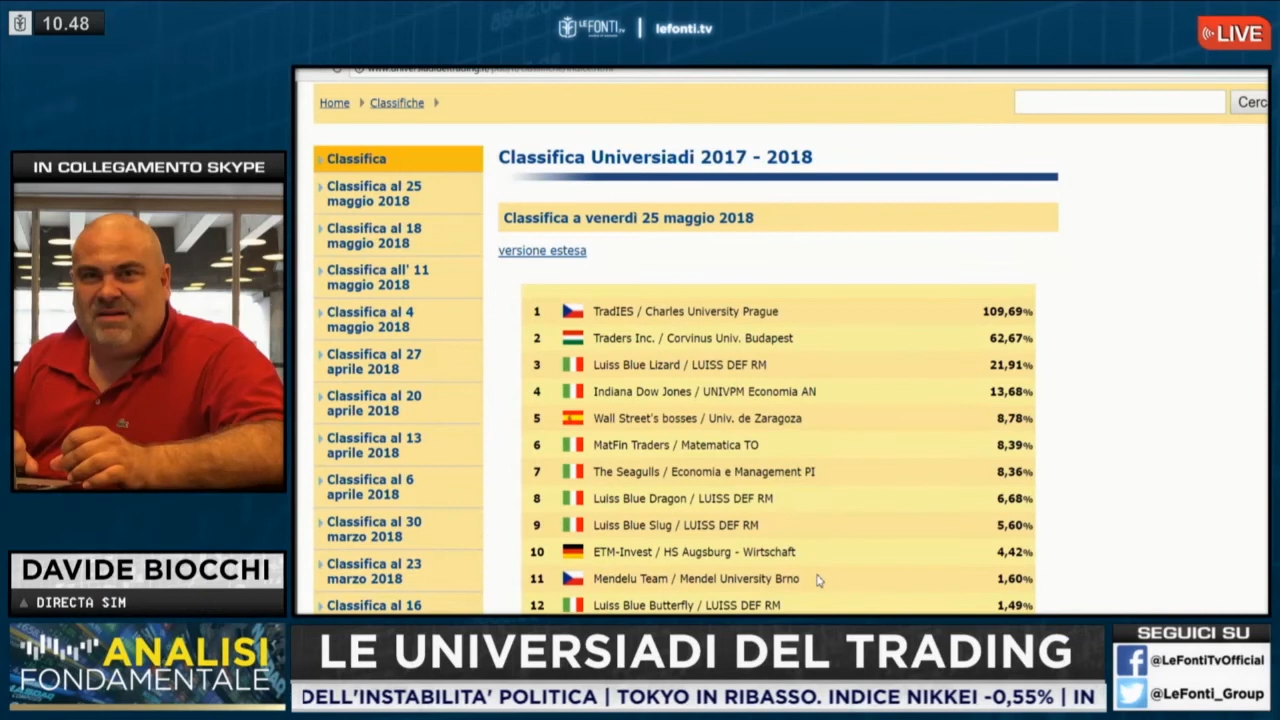 10.48
LE FONTI.TV
lefonti.tv
LIVE
IN COLLEGAMENTO SKYPE
Home
Classifiche
Cerc
Classifica
Classifica al 25
maggio 2018
Classifica al 18
maggio 2018
Classifica all' 11
maggio 2018
Classifica al 4
maggio 2018
Classifica al 27
aprile 2018
Classifica al 20
aprile 2018
Classifica al 13
aprile 2018
Classifica al 6
aprile 2018
Classifica al 30
marzo 2018
Classifica al 23
marzo 2018
Classifica al 16
Classifica Universiadi 2017 - 2018
Classifica a venerdì 25 maggio 2018
versione estesa
1 TradIES / Charles University Prague 109,69%
2 Traders Inc. / Corvinus Univ. Budapest 62,67%
3 Luiss Blue Lizard / LUISS DEF RM 21,91%
4 Indiana Dow Jones / UNIVPM Economia AN 13,68%
5 Wall Street's bosses / Univ. de Zaragoza 8,78%
6 MatFin Traders / Matematica TO 8,39%
7 The Seagulls / Economia e Management PI 8,36%
8 Luiss Blue Dragon / LUISS DEF RM 6,68%
9 Luiss Blue Slug / LUISS DEF RM 5,60%
10 ETM-Invest / HS Augsburg - Wirtschaft 4,42%
11 Mendelu Team / Mendel University Brno 1,60%
12 Luiss Blue Butterfly / LUISS DEF RM 1,49%
DAVIDE BIOCCHI
DIRECTA SIM
ANALISI
FONDAMENTALE
LE UNIVERSIADI DEL TRADING
DELL'INSTABILITA' POLITICA | TOKYO IN RIBASSO. INDICE NIKKEI -0,55% | IN
SEGUICI SU
@LeFontiTvOfficial
@LeFonti_Group